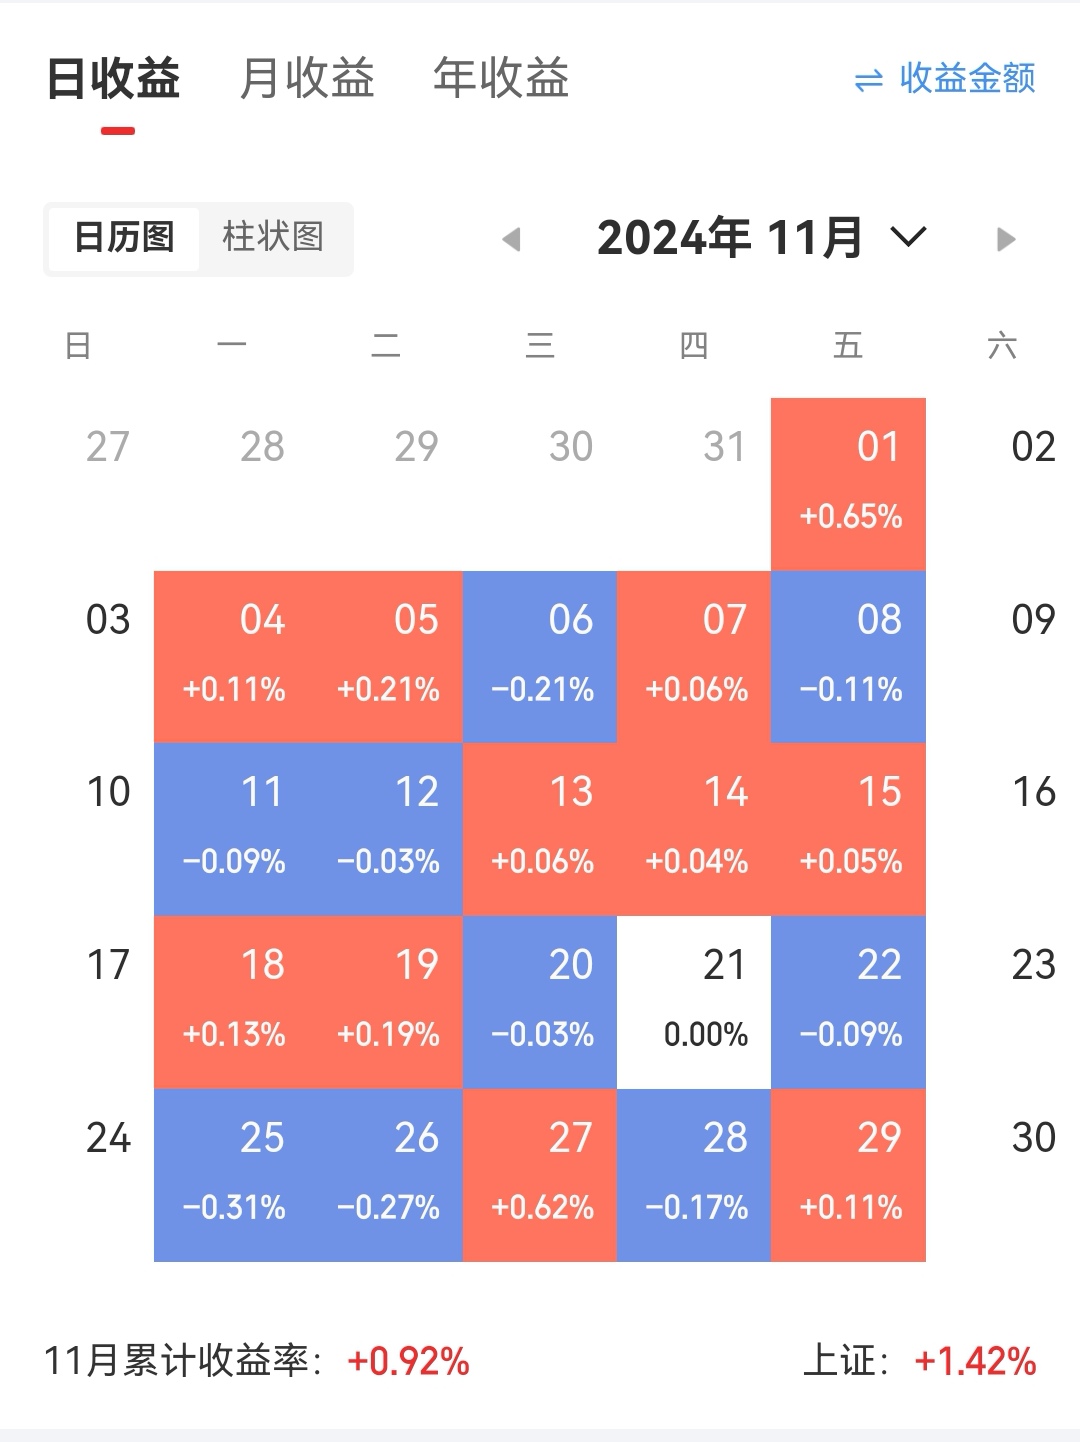 日收益 月收益 年收益 ⇌ 收益金额
日历图 柱状图 ◀ 2024年 11月 ▶
日 一 二 三 四 五 六
27 28 29 30 31 01 02
+0.65%
03 04 05 06 07 08 09
+0.11% +0.21% −0.21% +0.06% −0.11%
10 11 12 13 14 15 16
−0.09% −0.03% +0.06% +0.04% +0.05%
17 18 19 20 21 22 23
+0.13% +0.19% −0.03% 0.00% −0.09%
24 25 26 27 28 29 30
−0.31% −0.27% +0.62% −0.17% +0.11%
11月累计收益率: +0.92% 上证: +1.42%